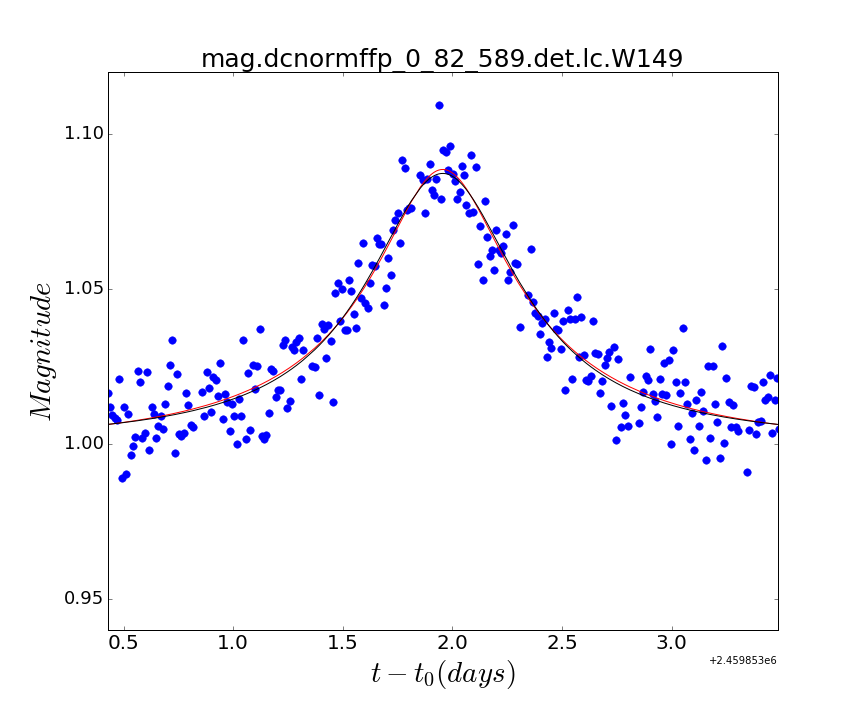 mag.dcnormffp_0_82_589.det.lc.W149
1.10
1.05
1.00
0.95
Magnitude
0.5 1.0 1.5 2.0 2.5 3.0
+2.459853e6
t − t₀(days)